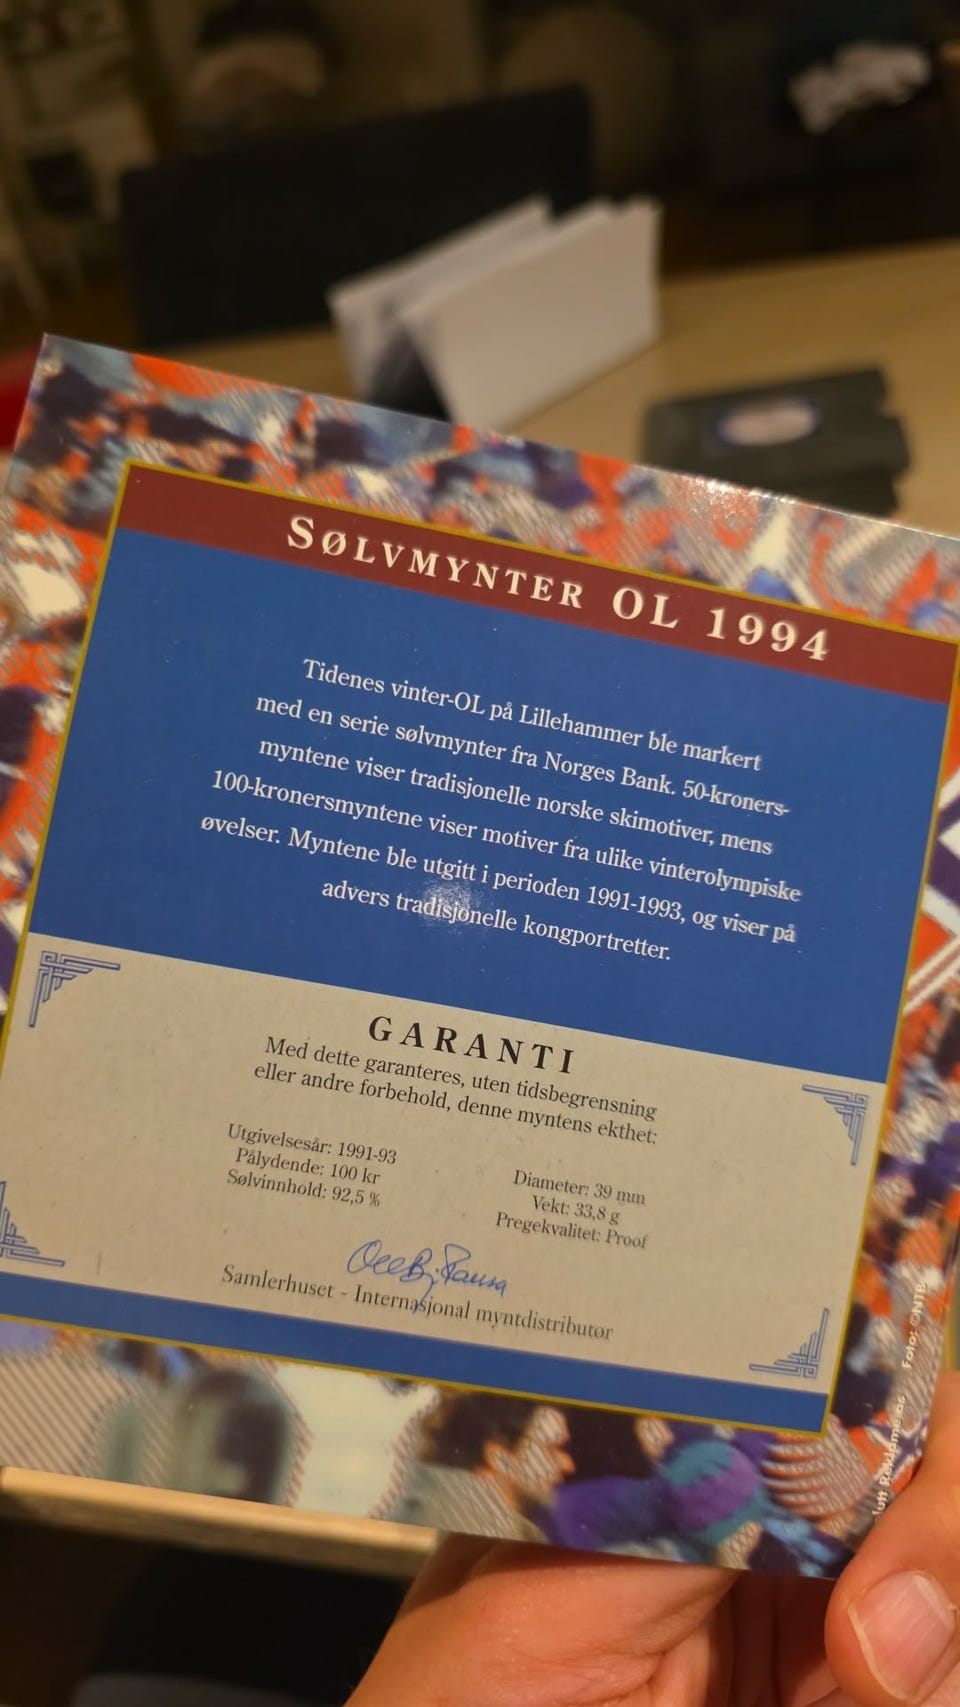 SØLVMYNTER OL 1994
Tidenes vinter-OL på Lillehammer ble markert
med en serie sølvmynter fra Norges Bank. 50-kroners-
myntene viser tradisjonelle norske skimotiver, mens
100-kronersmyntene viser motiver fra ulike vinterolympiske
øvelser. Myntene ble utgitt i perioden 1991-1993, og viser på
advers tradisjonelle kongportretter.
GARANTI
Med dette garanteres, uten tidsbegrensning
eller andre forbehold, denne myntens ekthet:
Utgivelsesår: 1991-93
Pålydende: 100 kr
Sølvinnhold: 92,5 %
Diameter: 39 mm
Vekt: 33,8 g
Pregekvalitet: Proof
Samlerhuset - Internasjonal myntdistributør
Foto: ©NTB